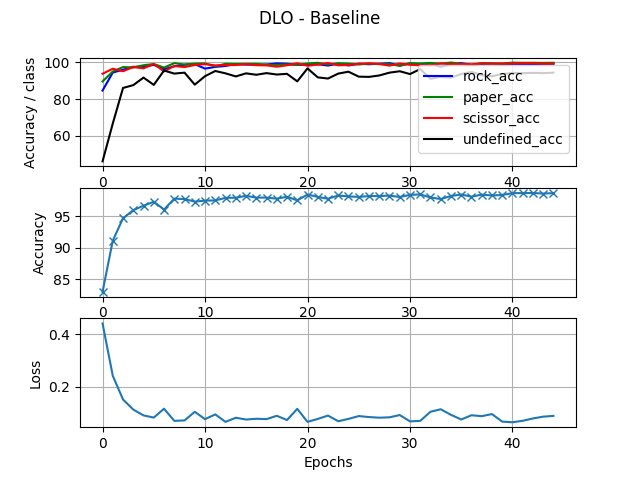 DLO - Baseline
Accuracy / class
100
80
60
rock_acc
paper_acc
scissor_acc
undefined_acc
0 10 20 30 40
Accuracy
95
90
85
0 10 20 30 40
Loss
0.4
0.2
0 10 20 30 40
Epochs